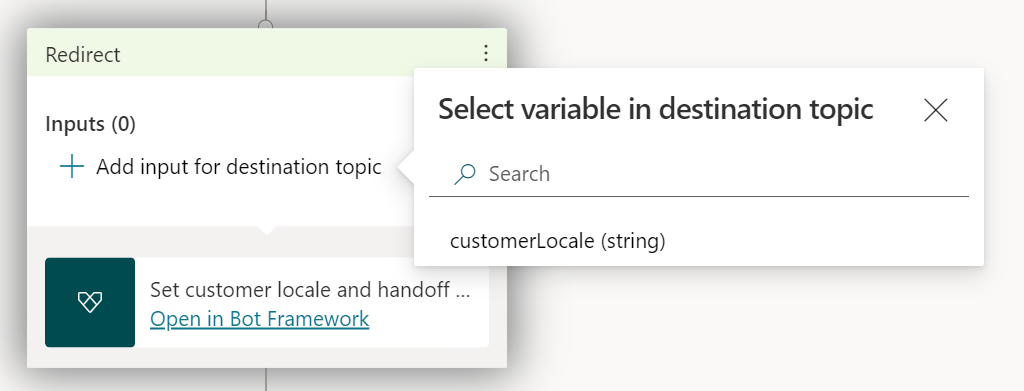 Redirect
Inputs (0)
Add input for destination topic
Set customer locale and handoff ...
Open in Bot Framework
Select variable in destination topic
Search
customerLocale (string)